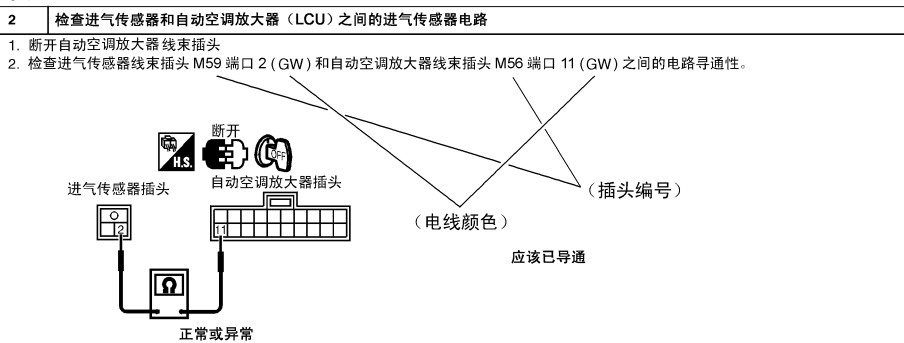 2 检查进气传感器和自动空调放大器（LCU）之间的进气传感器电路
1. 断开自动空调放大器线束插头
2. 检查进气传感器线束插头 M59 端口 2 (GW) 和自动空调放大器线束插头 M56 端口 11 (GW) 之间的电路导通性。
断开
H.S.
OFF
进气传感器插头
自动空调放大器插头
（插头编号）
（电线颜色）
2
11
应该已导通
Ω
正常或异常